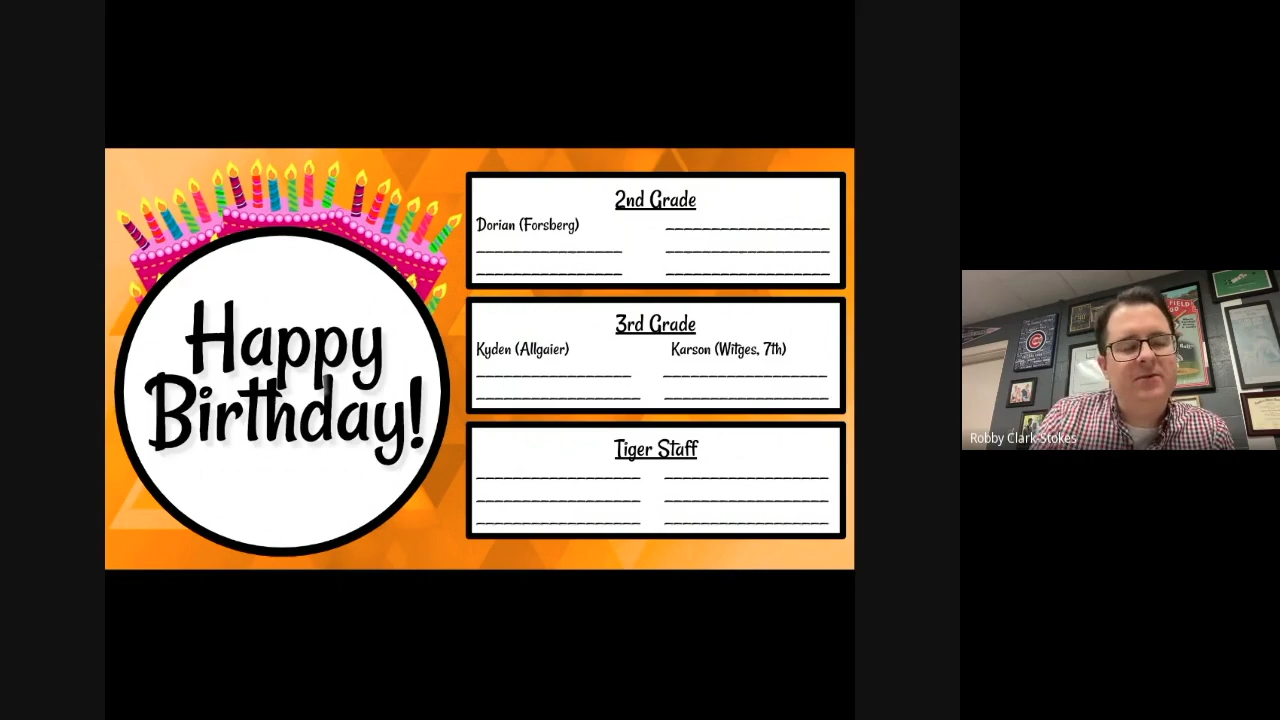 Happy
Birthday!
2nd Grade
Dorian (Forsberg)
3rd Grade
Kyden (Allgaier)
Karson (Witges, 7th)
Tiger Staff
Robby Clark-Stokes